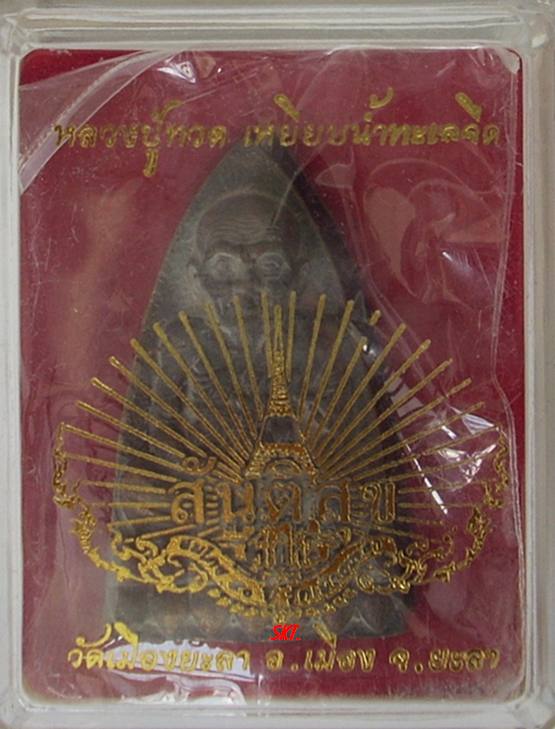 หลวงปู่ทวด เหยียบน้ำทะเลจืด
สันติสุข
SK7
วัดเมืองยะลา อ.เมือง จ.ยะลา